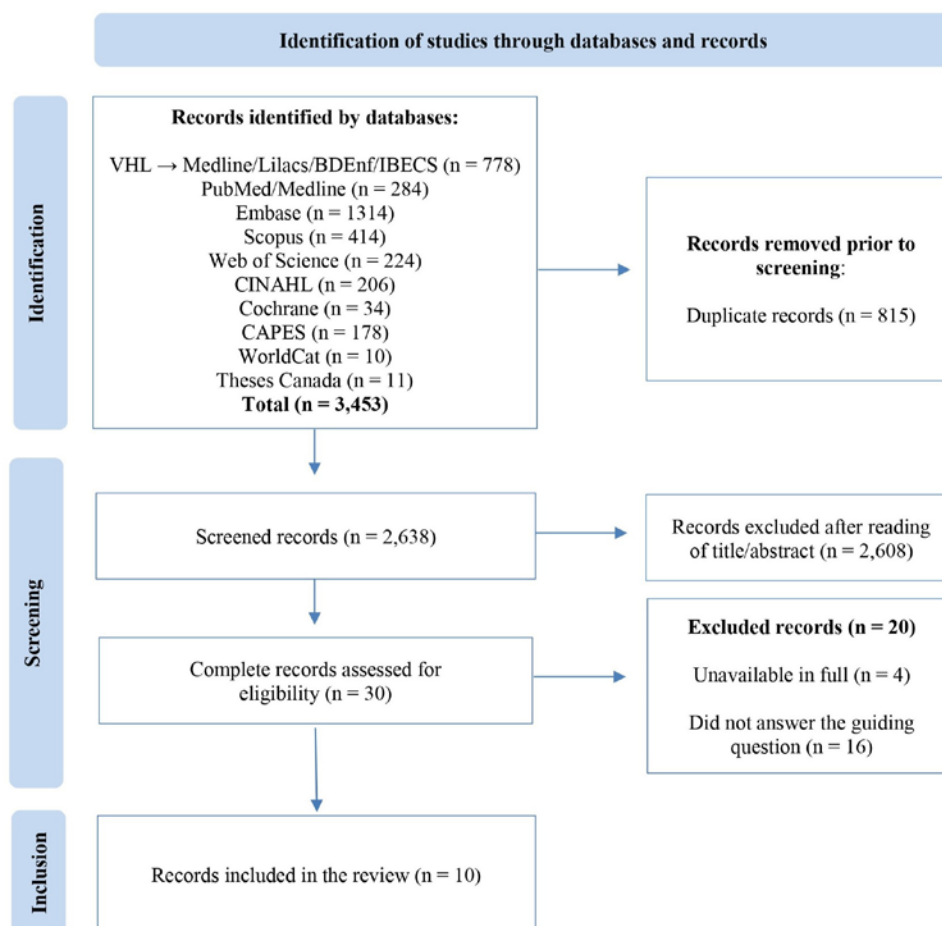 Identification of studies through databases and records
Identification
Records identified by databases:
VHL → Medline/Lilacs/BDEnf/IBECS (n = 778)
PubMed/Medline (n = 284)
Embase (n = 1314)
Scopus (n = 414)
Web of Science (n = 224)
CINAHL (n = 206)
Cochrane (n = 34)
CAPES (n = 178)
WorldCat (n = 10)
Theses Canada (n = 11)
Total (n = 3,453)
Records removed prior to
screening:
Duplicate records (n = 815)
Screening
Screened records (n = 2,638)
Records excluded after reading
of title/abstract (n = 2,608)
Complete records assessed for
eligibility (n = 30)
Excluded records (n = 20)
Unavailable in full (n = 4)
Did not answer the guiding
question (n = 16)
Inclusion
Records included in the review (n = 10)